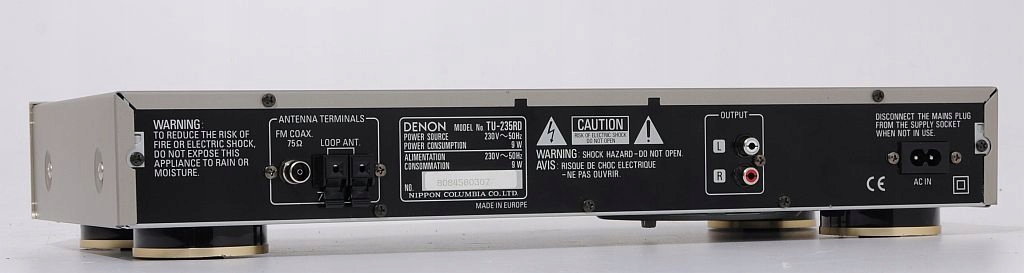 WARNING:
TO REDUCE THE RISK OF
FIRE OR ELECTRIC SHOCK,
DO NOT EXPOSE THIS
APPLIANCE TO RAIN OR
MOISTURE.
ANTENNA TERMINALS
FM COAX.
75Ω
LOOP ANT.
DENON MODEL No. TU-235RD
POWER SOURCE 230V～50Hz
POWER CONSUMPTION 9 W
ALIMENTATION 230V～50Hz
CONSOMMATION 9 W
NO. 8084580302
NIPPON COLUMBIA CO. LTD.
MADE IN EUROPE
CAUTION
RISK OF ELECTRIC SHOCK
DO NOT OPEN
WARNING: SHOCK HAZARD-DO NOT OPEN.
AVIS: RISQUE DE CHOC ELECTRIQUE
-NE PAS OUVRIR.
OUTPUT
L
R
DISCONNECT THE MAINS PLUG
FROM THE SUPPLY SOCKET
WHEN NOT IN USE.
CE
AC IN